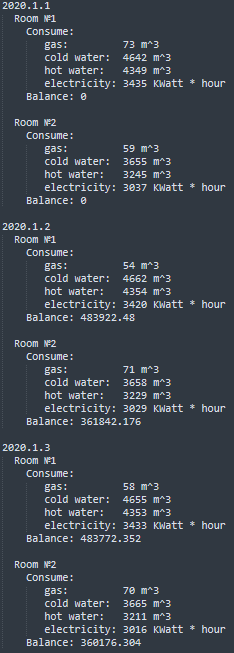 2020.1.1
Room №1
Consume:
gas: 73 m^3
cold water: 4642 m^3
hot water: 4349 m^3
electricity: 3435 KWatt * hour
Balance: 0
Room №2
Consume:
gas: 59 m^3
cold water: 3655 m^3
hot water: 3245 m^3
electricity: 3037 KWatt * hour
Balance: 0
2020.1.2
Room №1
Consume:
gas: 54 m^3
cold water: 4662 m^3
hot water: 4354 m^3
electricity: 3420 KWatt * hour
Balance: 483922.48
Room №2
Consume:
gas: 71 m^3
cold water: 3658 m^3
hot water: 3229 m^3
electricity: 3029 KWatt * hour
Balance: 361842.176
2020.1.3
Room №1
Consume:
gas: 58 m^3
cold water: 4655 m^3
hot water: 4353 m^3
electricity: 3433 KWatt * hour
Balance: 483772.352
Room №2
Consume:
gas: 70 m^3
cold water: 3665 m^3
hot water: 3211 m^3
electricity: 3016 KWatt * hour
Balance: 360176.304